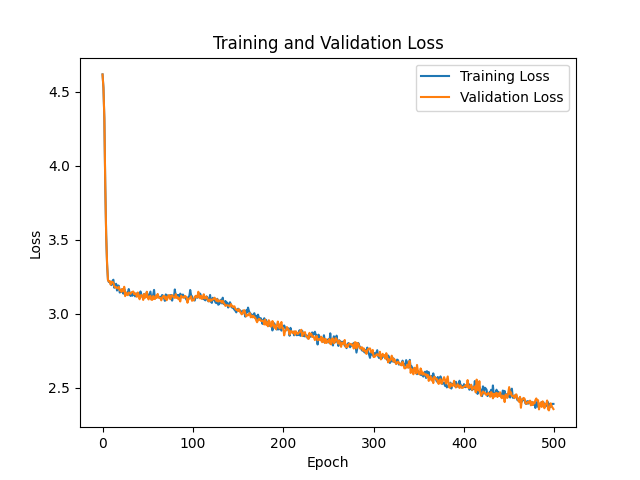 Training and Validation Loss
Training Loss
Validation Loss
4.5
4.0
3.5
3.0
2.5
Loss
0 100 200 300 400 500
Epoch